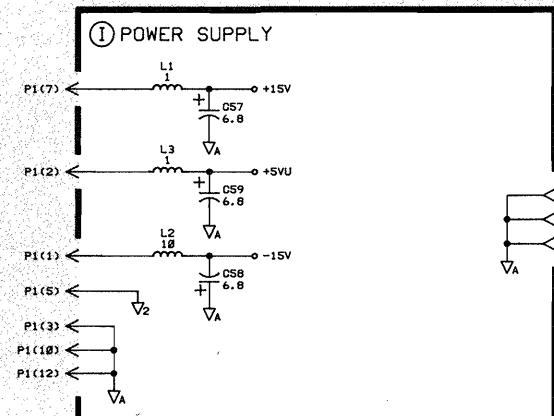 I POWER SUPPLY
L1
1
P1(7) +15V
+
C57
6.8
A
L3
1
P1(2) +5VU
+
C59
6.8
A
L2
10
P1(1) -15V
C58
6.8
+
A
A
P1(5)
2
P1(3)
P1(10)
P1(12)
A